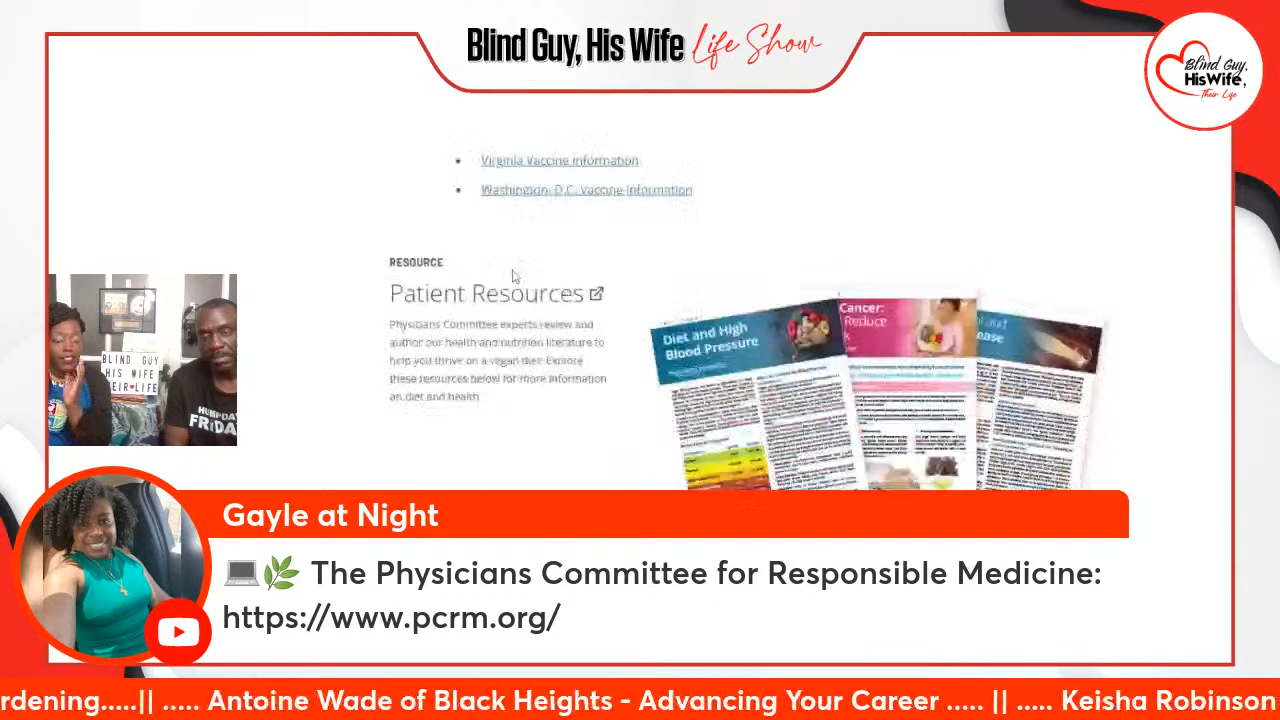 Blind Guy, His Wife Life Show
Blind Guy,
His Wife,
Their Life
Virginia Vaccine Information
Washington, D.C. Vaccine Information
RESOURCE
Patient Resources
Physicians Committee experts review and
author our health and nutrition literature to
help you thrive on a vegan diet. Explore
these resources below for more information
on diet and health
Diet and High
Blood Pressure
Cancer:
Reduce
BLIND GUY
HIS WIFE
EIR LIFE
HUMPDAY
FRIDA
Gayle at Night
The Physicians Committee for Responsible Medicine:
https://www.pcrm.org/
rdening.....|| ..... Antoine Wade of Black Heights - Advancing Your Career ..... || ..... Keisha Robinson